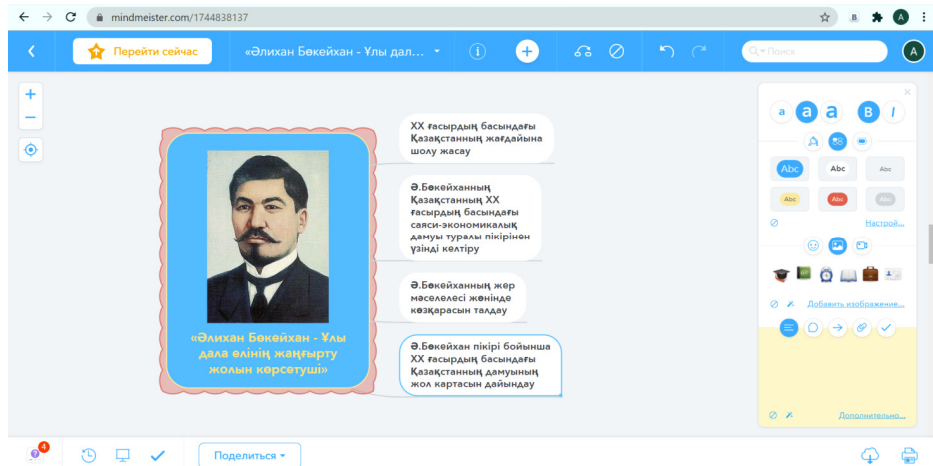 mindmeister.com/1744838137
Перейти сейчас
«Әлихан Бөкейхан - Ұлы дал...
Поиск
A
A
ХХ ғасырдың басындағы
Қазақстанның жағдайына
шолу жасау
Ә.Бөкейханның
Қазақстанның ХХ
ғасырдың басындағы
саяси-экономикалық
дамуы туралы пікірінөн
үзінді келтіру
Ә.Бөкейханның жер
мәселелесі жөнінде
көзқарасын талдау
Ә.Бөкейхан пікірі бойынша
ХХ ғасырдың басындағы
Қазақстанның дамуының
жол картасын дайындау
«Әлихан Бөкейхан - Ұлы
дала елінің жаңғырту
жолын көрсетуші»
a a a B I
Abc Abc Abc
Abc Abc Abc
Настрой...
Добавить изображение...
Дополнительно...
4
Поделиться